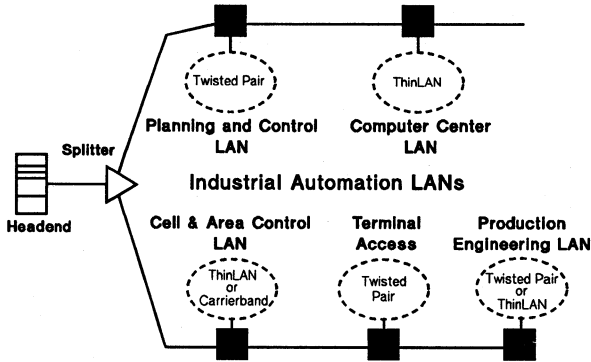 Twisted Pair
ThinLAN
Planning and Control
LAN
Computer Center
LAN
Splitter
Headend
Industrial Automation LANs
Cell & Area Control
LAN
Terminal
Access
Production
Engineering LAN
ThinLAN
or
Carrierband
Twisted
Pair
Twisted Pair
or
ThinLAN